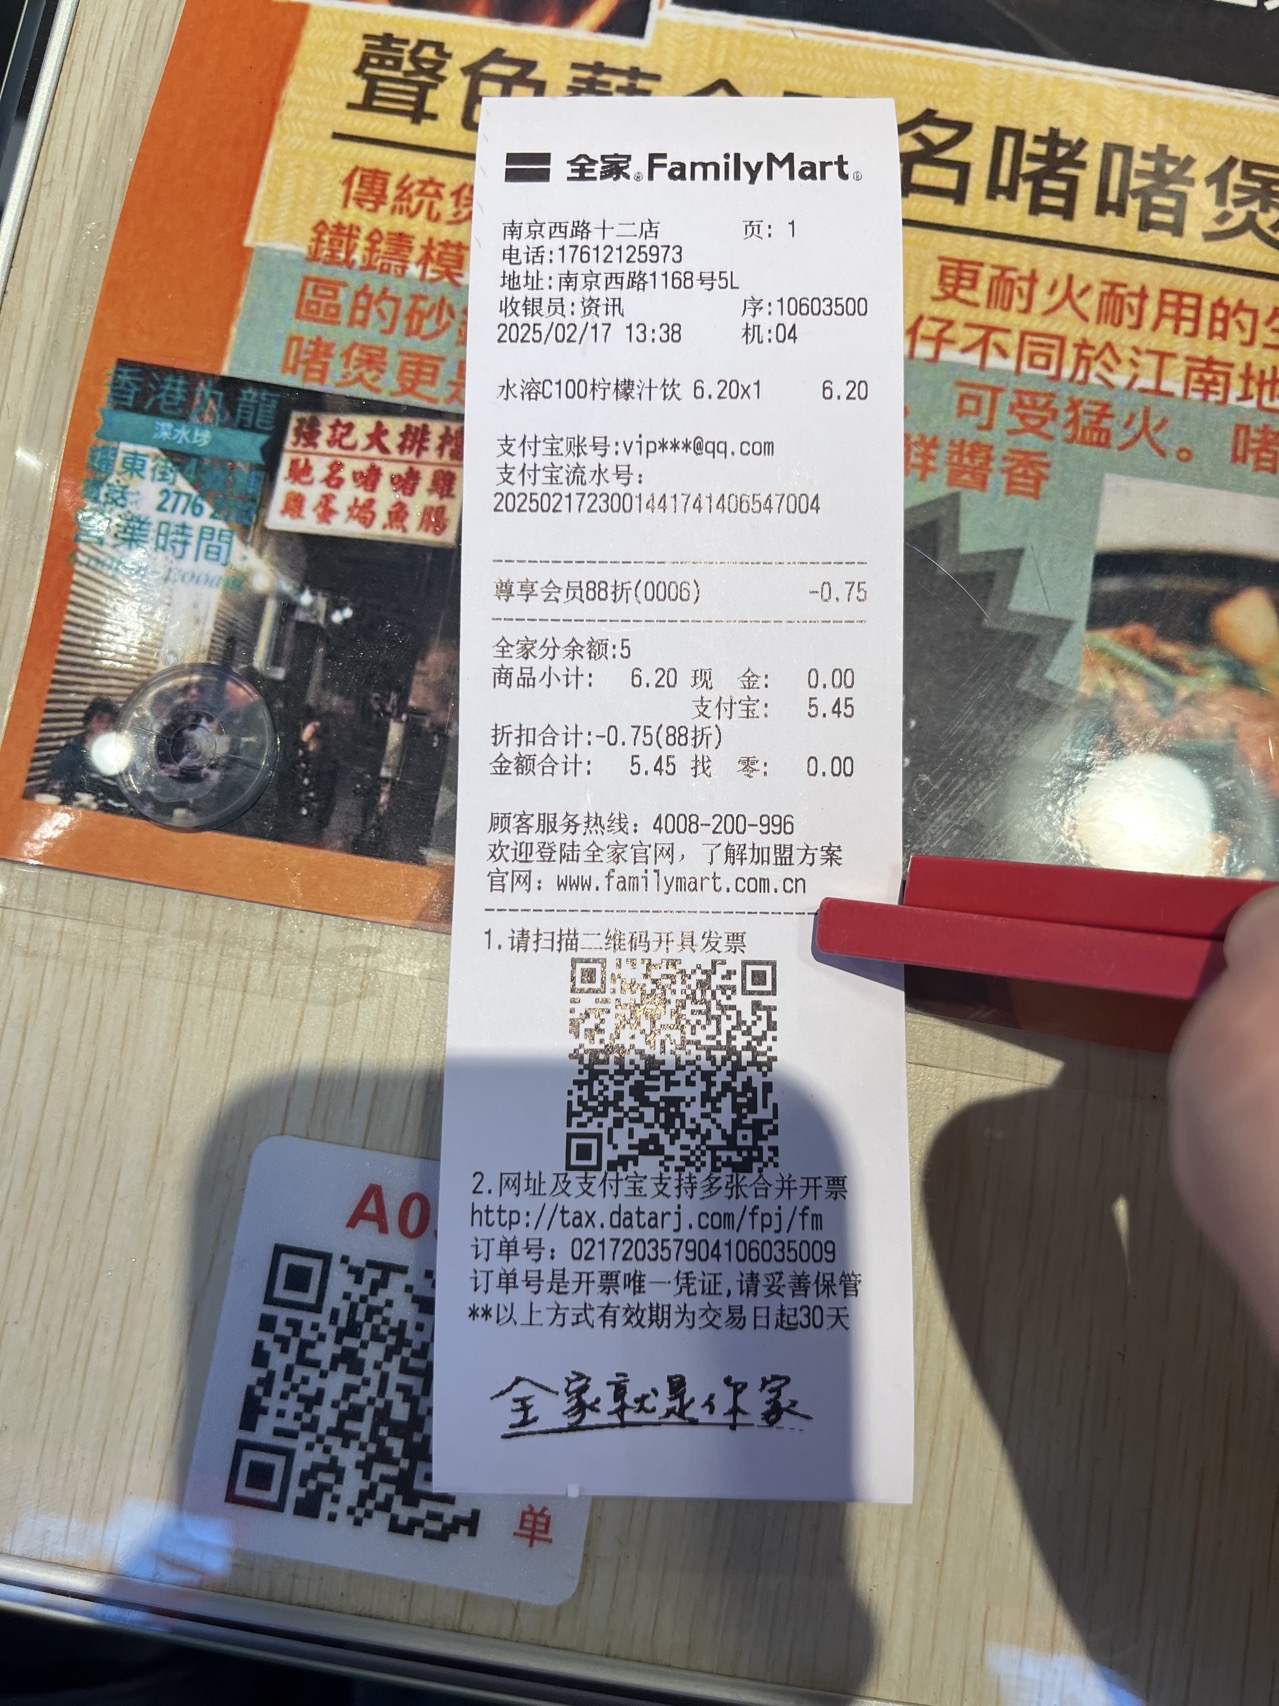 聲色藝
名啫啫煲
傳統煲
鐵鑄模
區的砂
啫煲更是
更耐火耐用的生
仔不同於江南地
可受猛火。啫
鮮醬香
香港
龍
深水埗
耀東街
電話: 2776
營業時間:
強記大排檔
馳名啫啫雞
雞蛋焗魚腸
全家 FamilyMart
南京西路十二店 页: 1
电话:17612125973
地址:南京西路1168号5L
收银员:资讯 序:10603500
2025/02/17 13:38 机:04
水溶C100柠檬汁饮 6.20x1 6.20
支付宝账号:vip***@qq.com
支付宝流水号:
2025021723001441741406547004
尊享会员88折(0006) -0.75
全家分余额:5
商品小计: 6.20 现 金: 0.00
支付宝: 5.45
折扣合计:-0.75(88折)
金额合计: 5.45 找 零: 0.00
顾客服务热线: 4008-200-996
欢迎登陆全家官网，了解加盟方案
官网: www.familymart.com.cn
1.请扫描二维码开具发票
2.网址及支付宝支持多张合并开票
http://tax.datarj.com/fpj/fm
订单号: 0217203579041060350​09
订单号是开票唯一凭证,请妥善保管
**以上方式有效期为交易日起30天
全家就是你家
A0
单